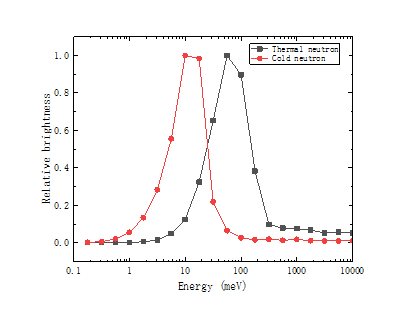 Thermal neutron
Cold neutron
Relative brightness
1.0
0.8
0.6
0.4
0.2
0.0
0.1 1 10 100 1000 10000
Energy (meV)